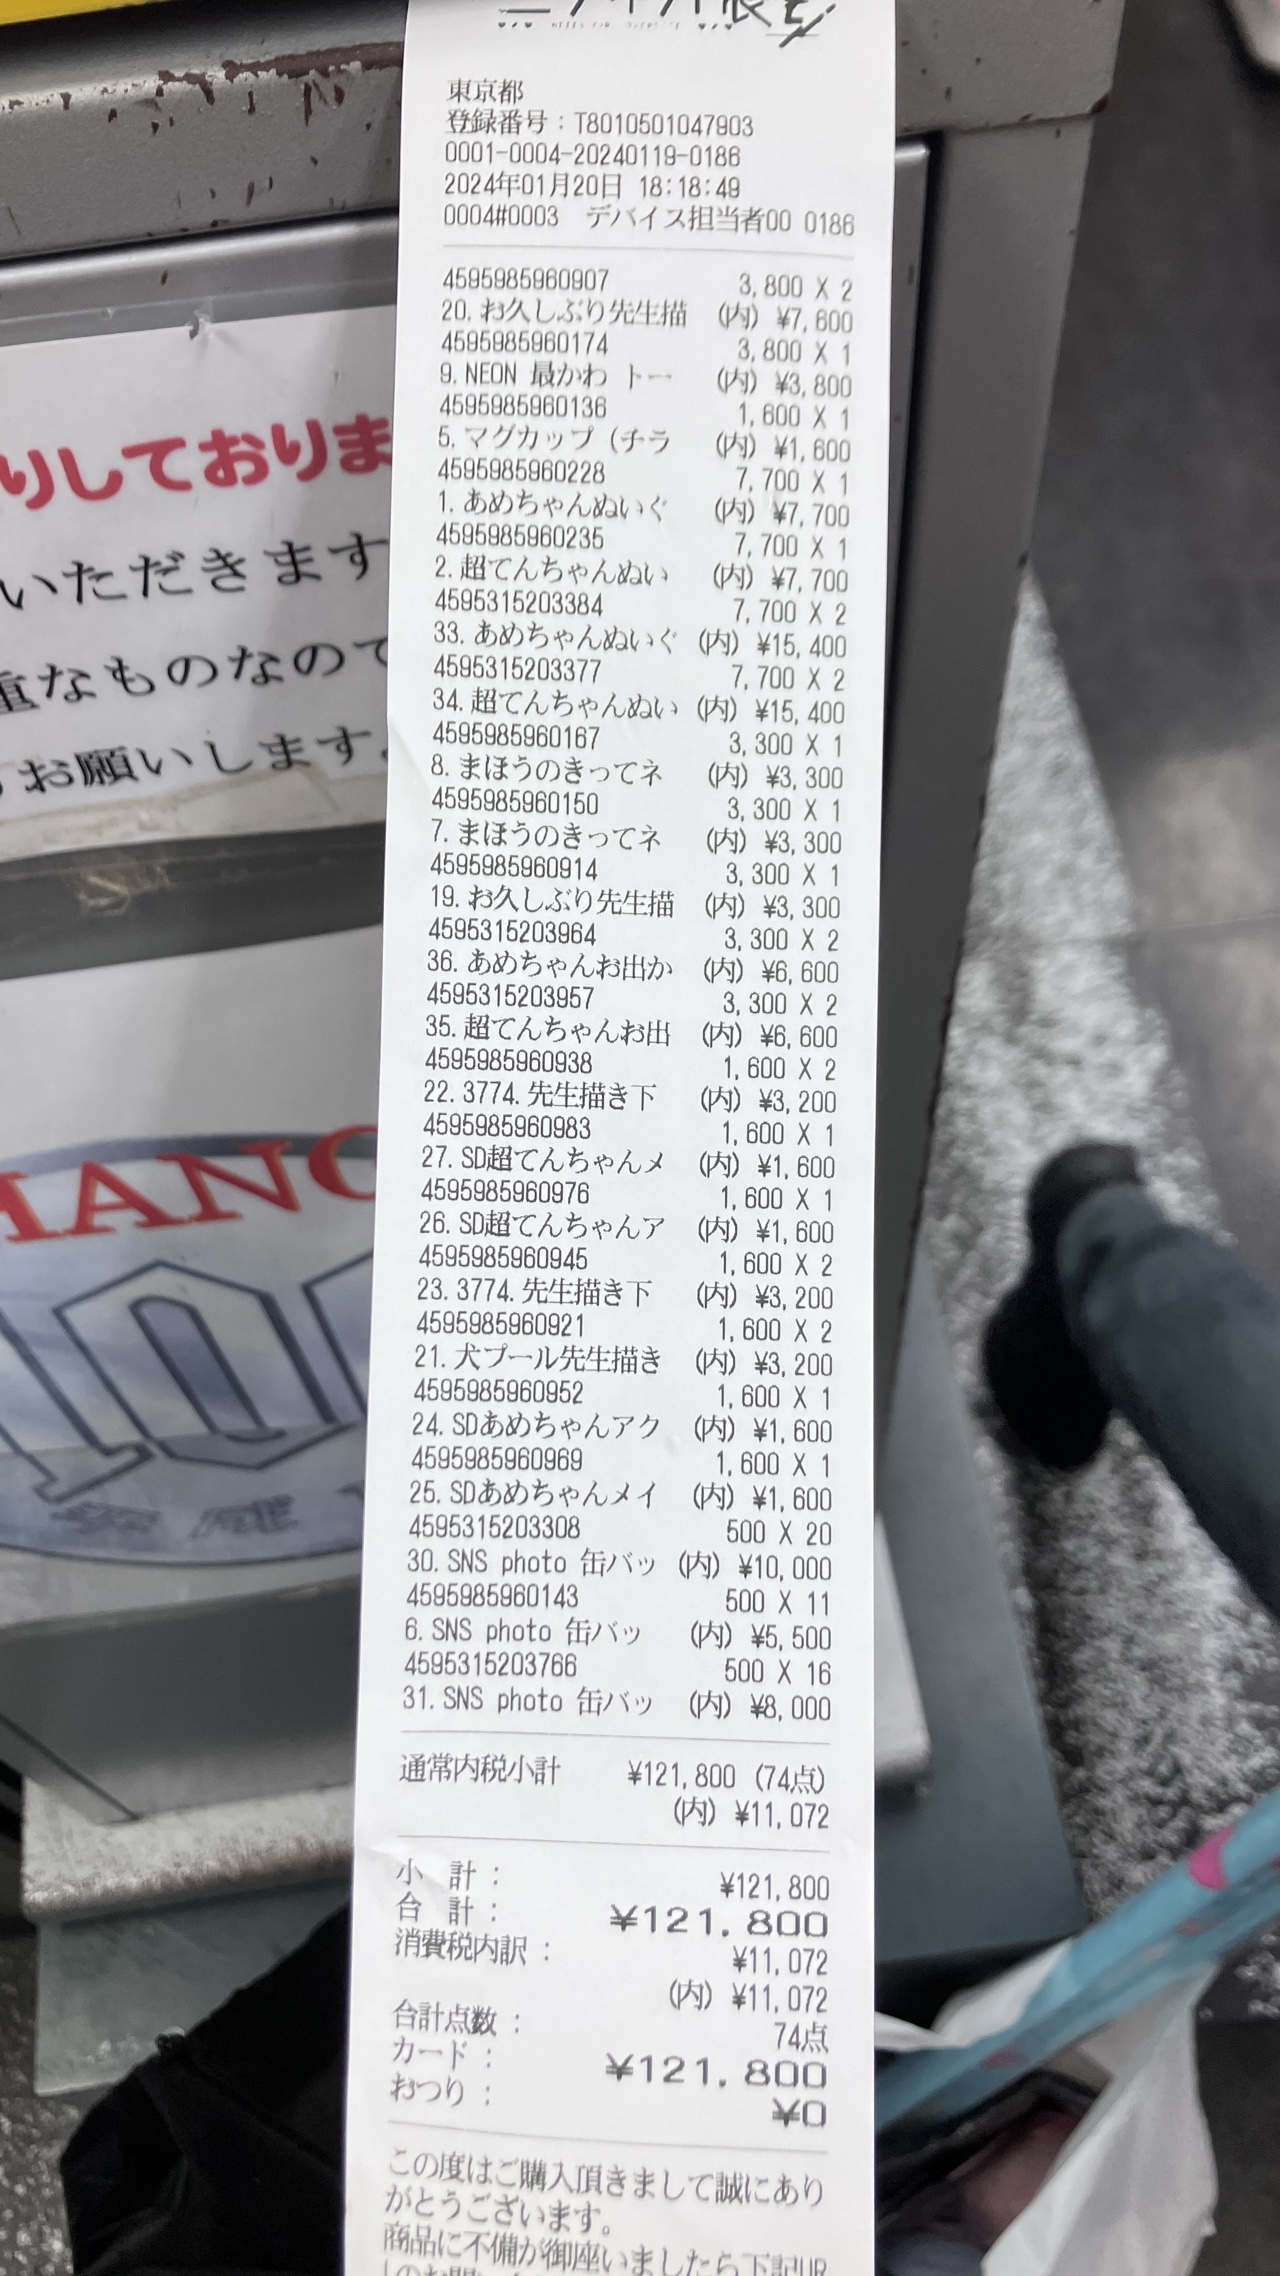 東京都
登録番号：T8010501047903
0001-0004-20240119-0186
2024年01月20日 18:18:49
0004#0003 デバイス担当者00 0186
4595985960907 3,800 X 2
20.お久しぶり先生描 (内) ¥7,600
4595985960174 3,800 X 1
9.NEON 最かわ トー (内) ¥3,800
4595985960136 1,600 X 1
5.マグカップ（チラ (内) ¥1,600
4595985960228 7,700 X 1
1.あめちゃんぬいぐ (内) ¥7,700
4595985960235 7,700 X 1
2.超てんちゃんぬい (内) ¥7,700
4595315203384 7,700 X 2
33.あめちゃんぬいぐ (内) ¥15,400
4595315203377 7,700 X 2
34.超てんちゃんぬい (内) ¥15,400
4595985960167 3,300 X 1
8.まほうのきってネ (内) ¥3,300
4595985960150 3,300 X 1
7.まほうのきってネ (内) ¥3,300
4595985960914 3,300 X 1
19.お久しぶり先生描 (内) ¥3,300
4595315203964 3,300 X 2
36.あめちゃんお出か (内) ¥6,600
4595315203957 3,300 X 2
35.超てんちゃんお出 (内) ¥6,600
4595985960938 1,600 X 2
22.3774.先生描き下 (内) ¥3,200
4595985960983 1,600 X 1
27.SD超てんちゃんメ (内) ¥1,600
4595985960976 1,600 X 1
26.SD超てんちゃんア (内) ¥1,600
4595985960945 1,600 X 2
23.3774.先生描き下 (内) ¥3,200
4595985960921 1,600 X 2
21.犬プール先生描き (内) ¥3,200
4595985960952 1,600 X 1
24.SDあめちゃんアク (内) ¥1,600
4595985960969 1,600 X 1
25.SDあめちゃんメイ (内) ¥1,600
4595315203308 500 X 20
30.SNS photo 缶バッ (内) ¥10,000
4595985960143 500 X 11
6.SNS photo 缶バッ (内) ¥5,500
4595315203766 500 X 16
31.SNS photo 缶バッ (内) ¥8,000
通常内税小計 ¥121,800 (74点)
(内) ¥11,072
小 計： ¥121,800
合 計： ¥121,800
消費税内訳： ¥11,072
(内) ¥11,072
合計点数： 74点
カード： ¥121,800
おつり： ¥0
この度はご購入頂きまして誠にあり
がとうございます。
商品に不備が御座いましたら下記UR
りしておりま
いただきます
重なものなので
お願いします。